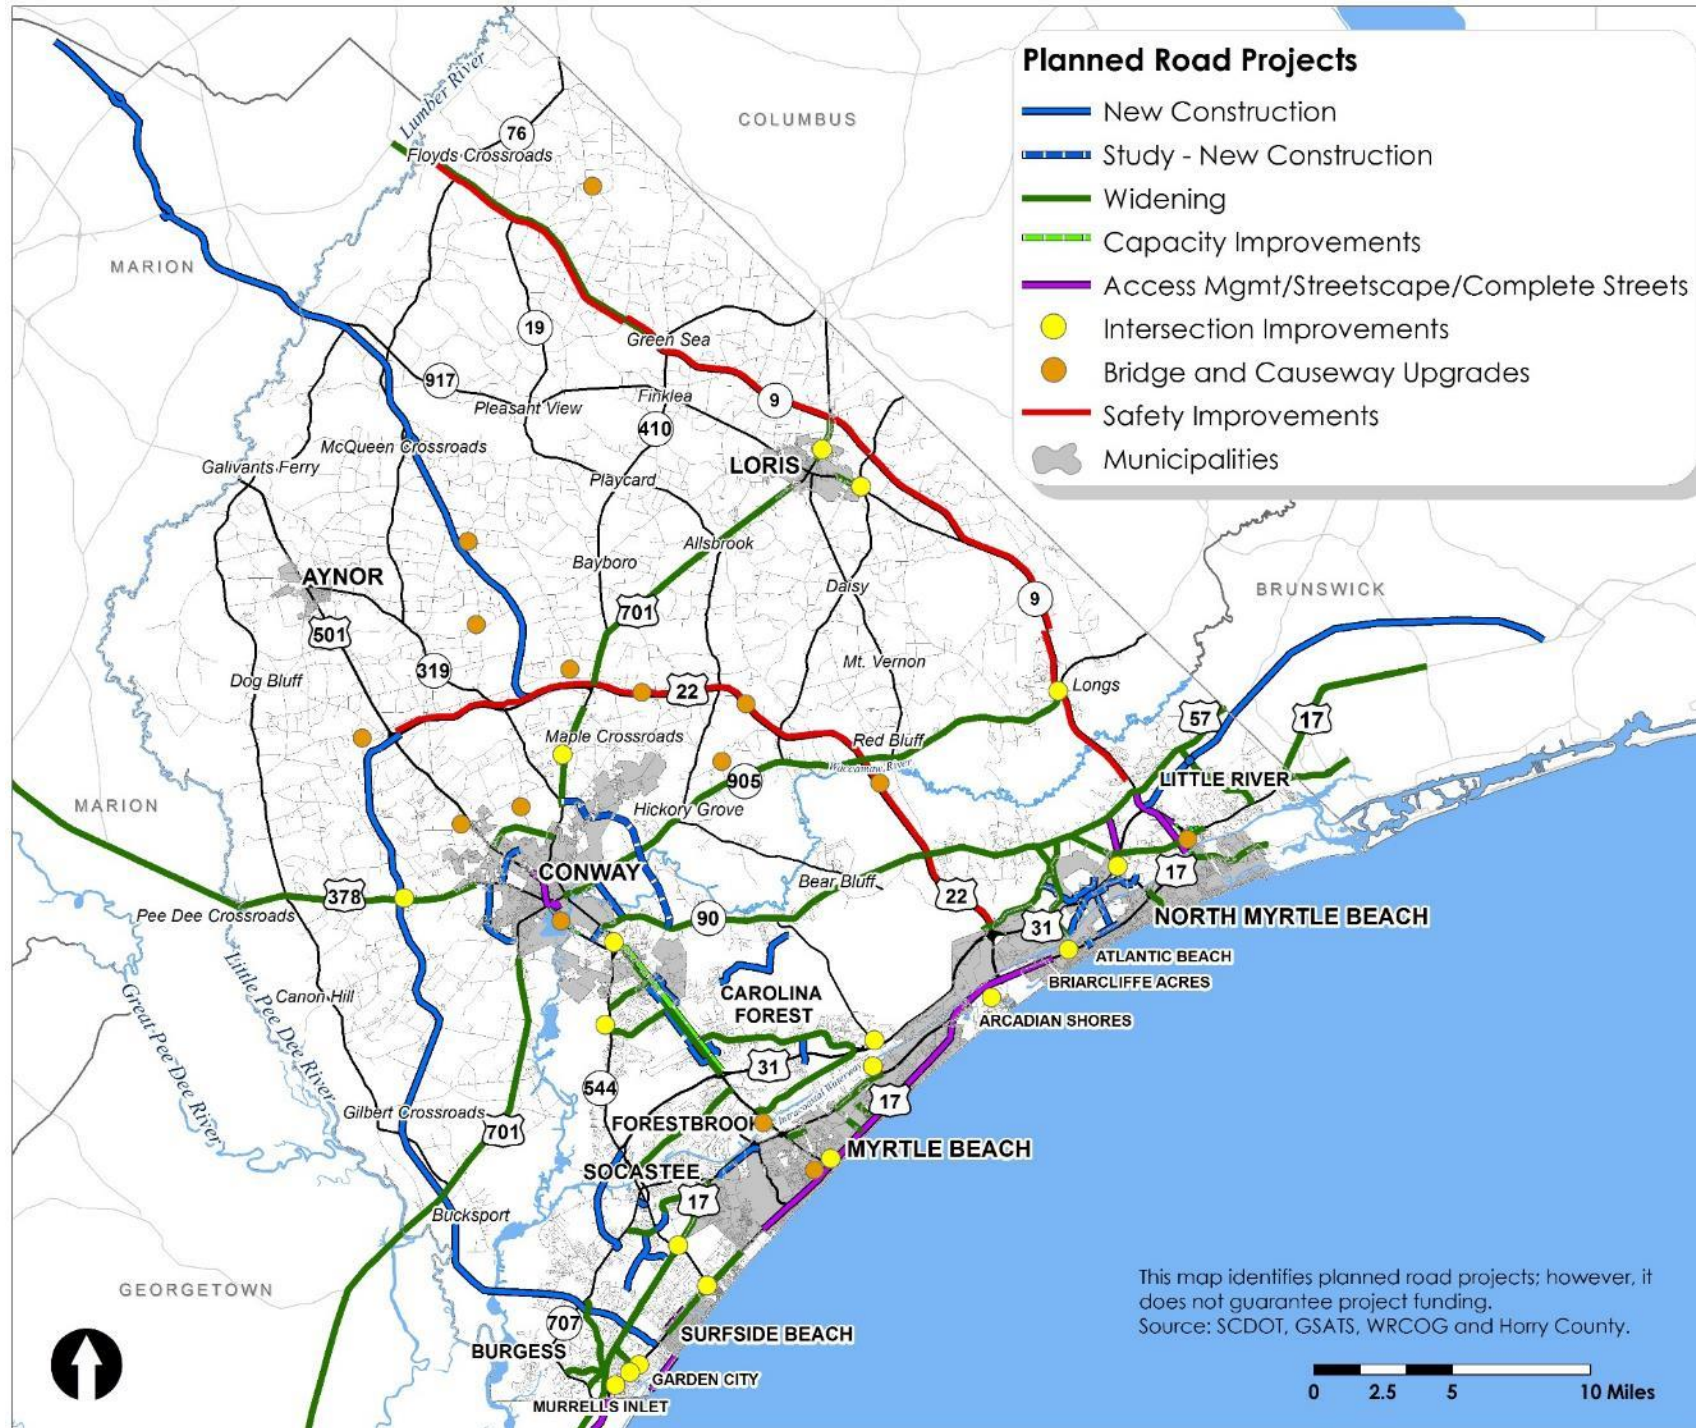 Planned Road Projects
New Construction
Study - New Construction
Widening
Capacity Improvements
Access Mgmt/Streetscape/Complete Streets
Intersection Improvements
Bridge and Causeway Upgrades
Safety Improvements
Municipalities
COLUMBUS
Lumber River
76
Floyds Crossroads
MARION
19
Green Sea
917
Finklea
9
Pleasant View
410
McQueen Crossroads
Galivants Ferry
LORIS
Playcard
Allsbrook
Bayboro
AYNOR
Daisy
BRUNSWICK
9
701
501
319
Mt. Vernon
Dog Bluff
22
Longs
57
17
Maple Crossroads
Red Bluff
Waccamaw River
905
LITTLE RIVER
MARION
Hickory Grove
CONWAY
Bear Bluff
17
378
22
Pee Dee Crossroads
90
31
NORTH MYRTLE BEACH
ATLANTIC BEACH
BRIARCLIFFE ACRES
Little Pee Dee River
Great Pee Dee River
Canon Hill
CAROLINA
FOREST
ARCADIAN SHORES
31
544
Intracoastal Waterway
17
Gilbert Crossroads
701
FORESTBROOK
MYRTLE BEACH
SOCASTEE
17
Bucksport
GEORGETOWN
707
SURFSIDE BEACH
BURGESS
GARDEN CITY
MURRELLS INLET
This map identifies planned road projects; however, it
does not guarantee project funding.
Source: SCDOT, GSATS, WRCOG and Horry County.
0 2.5 5 10 Miles